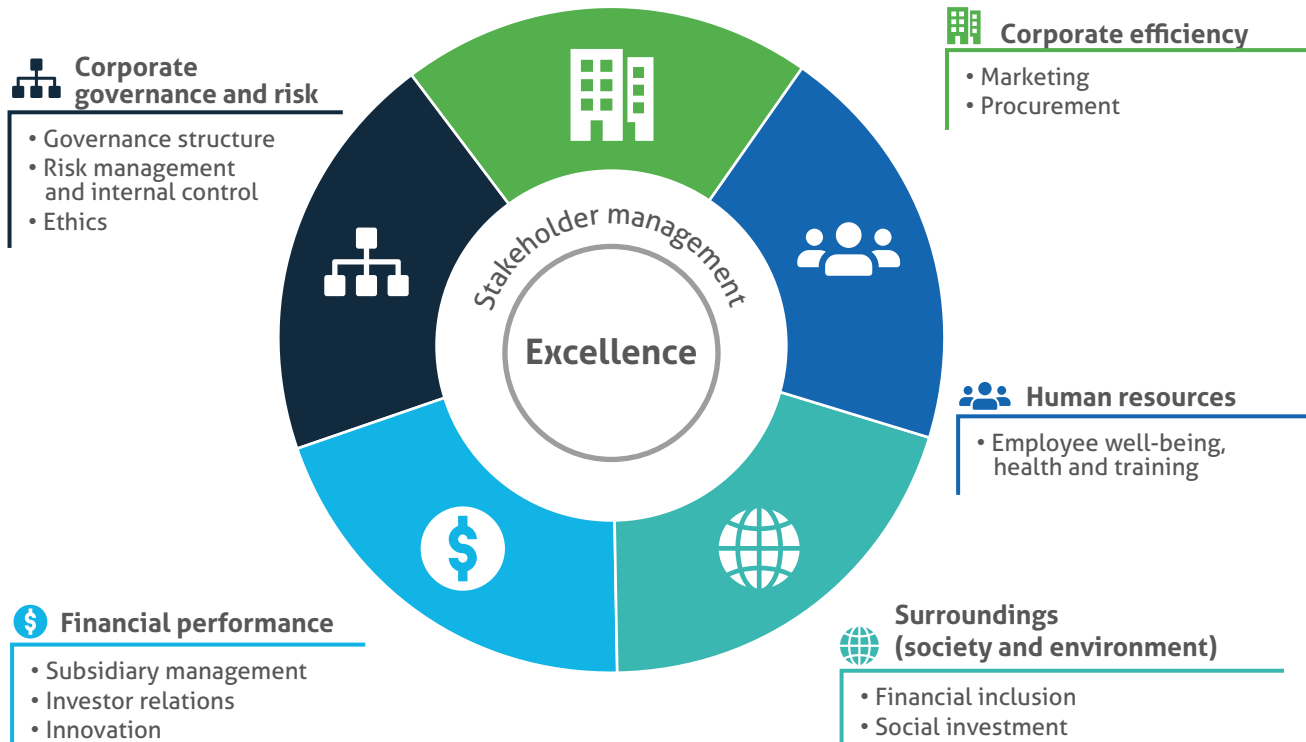 Corporate efficiency
• Marketing
• Procurement
Corporate
governance and risk
• Governance structure
• Risk management
and internal control
• Ethics
Stakeholder management
Excellence
Human resources
• Employee well-being,
health and training
$ Financial performance
• Subsidiary management
• Investor relations
• Innovation
$
Surroundings
(society and environment)
• Financial inclusion
• Social investment